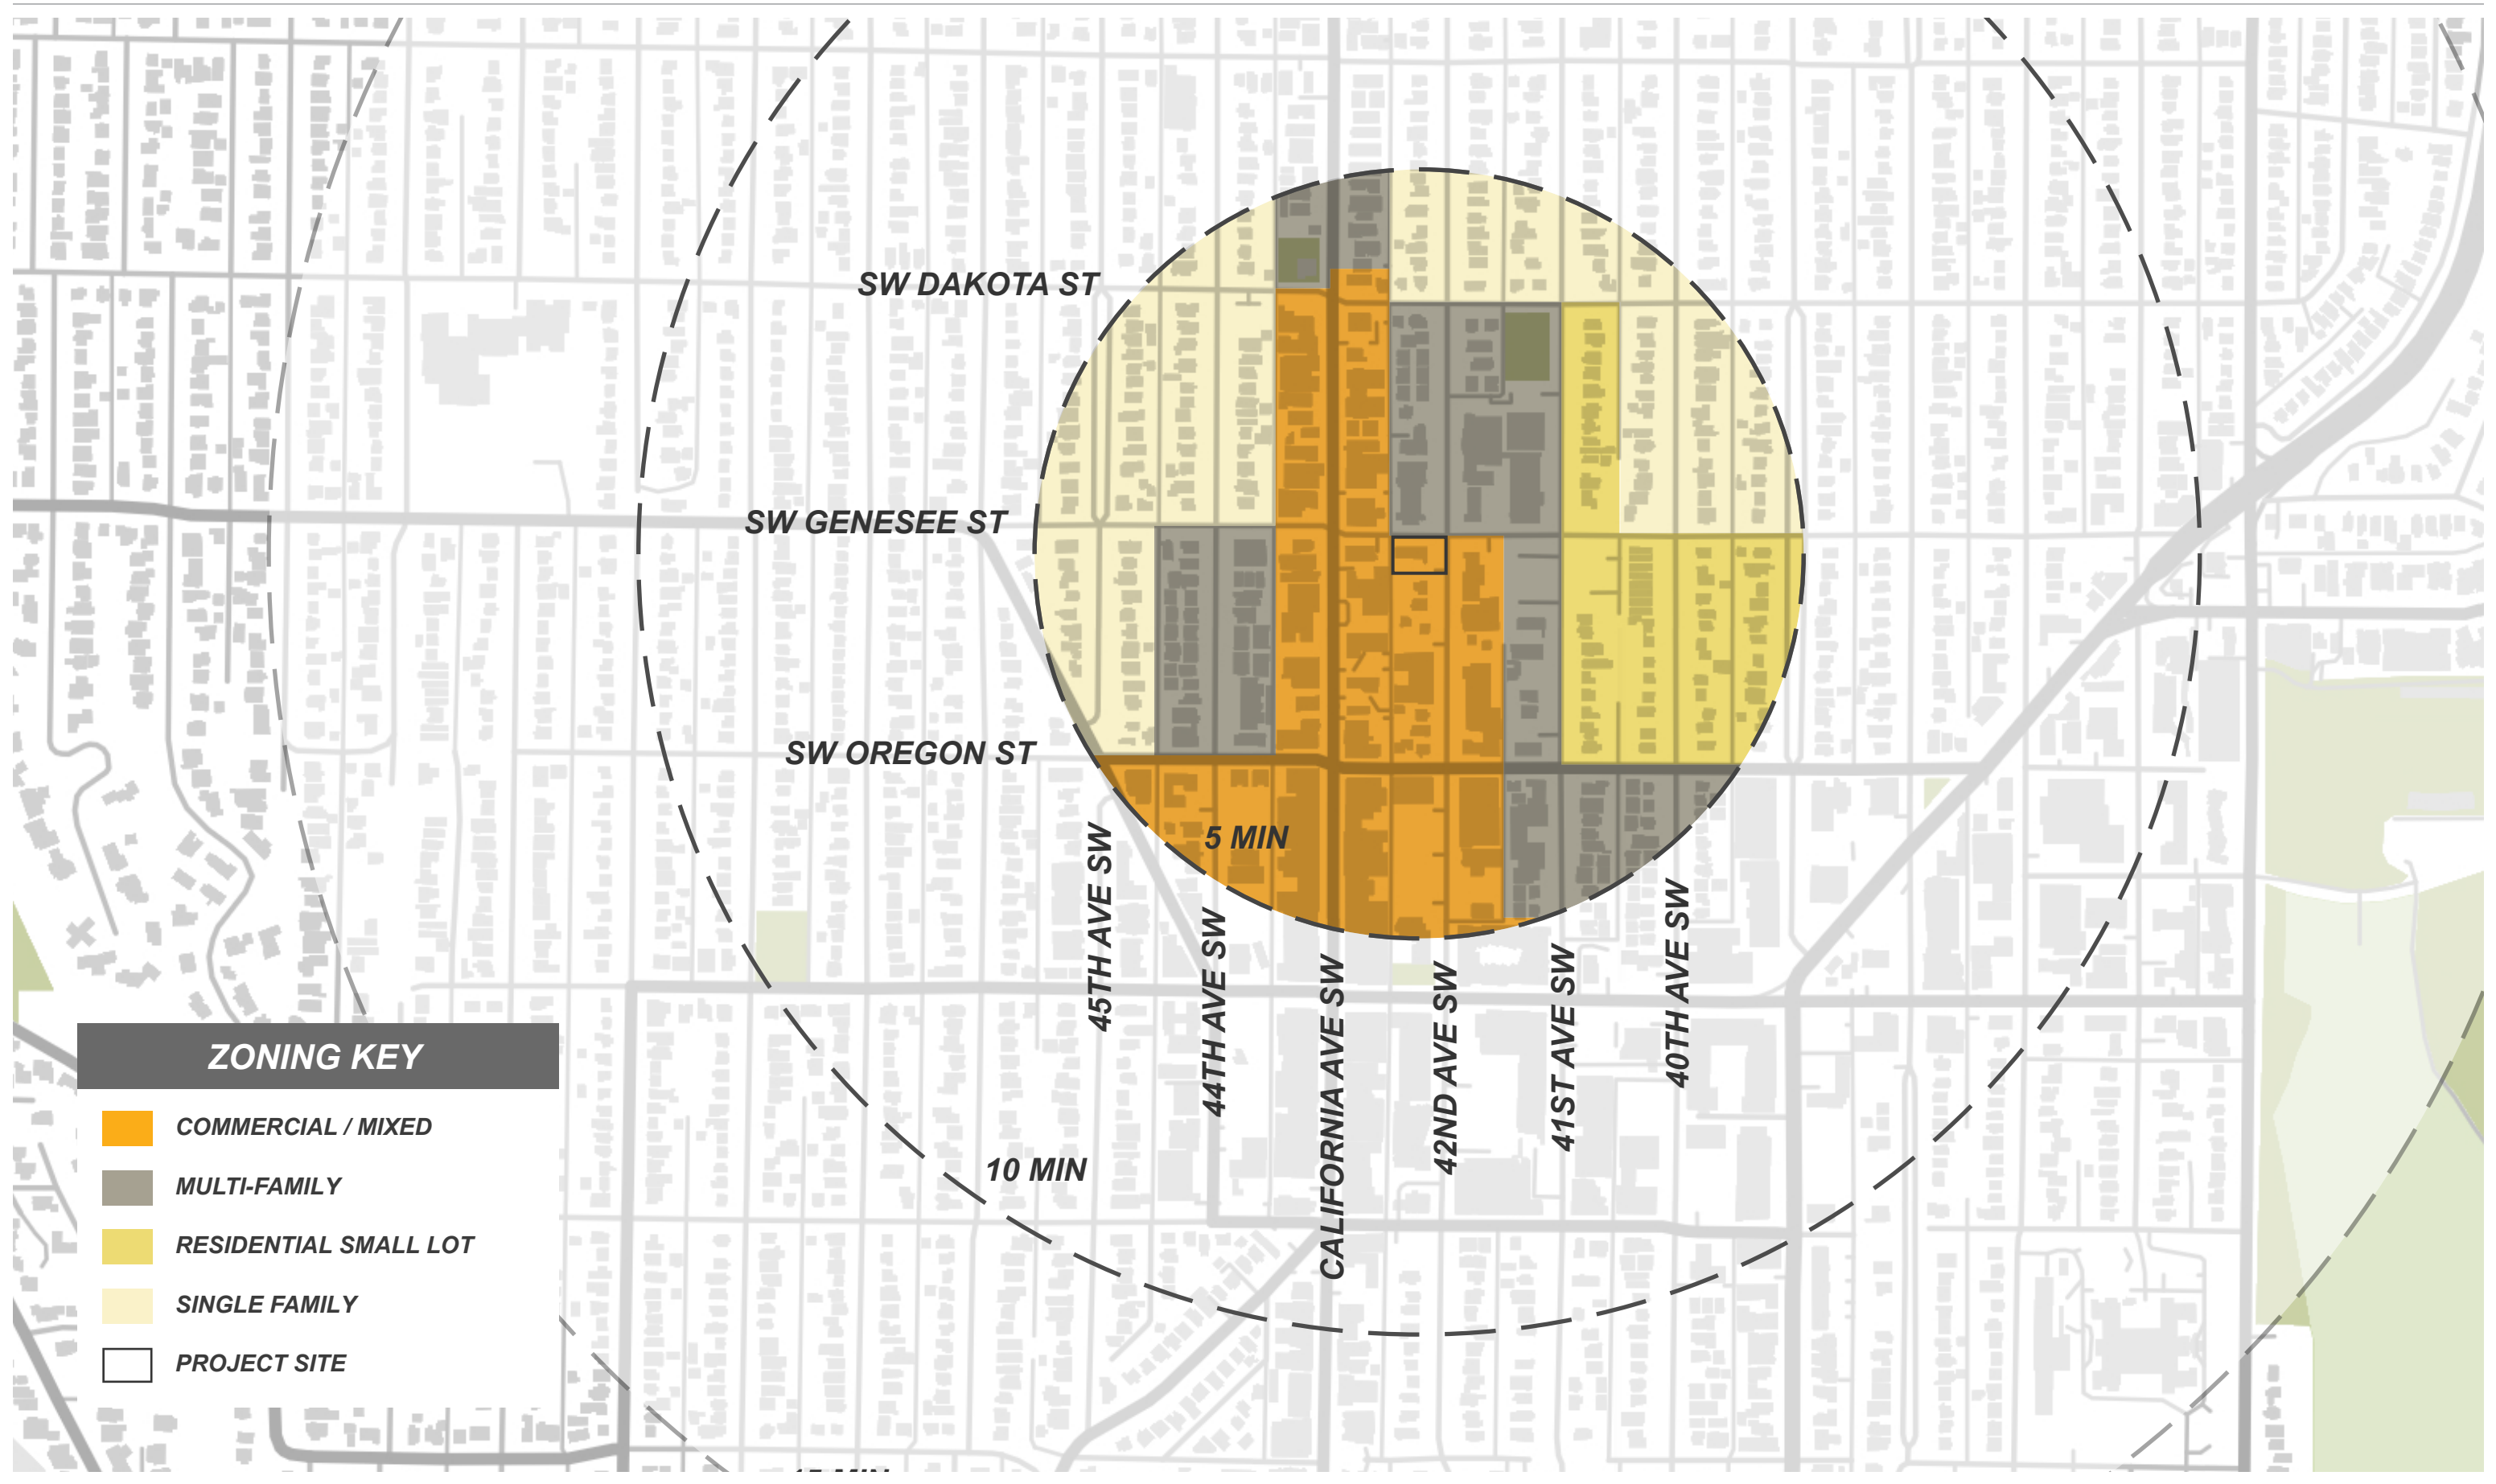 SW DAKOTA ST
SW GENESEE ST
SW OREGON ST
5 MIN
45TH AVE SW
44TH AVE SW
CALIFORNIA AVE SW
42ND AVE SW
41ST AVE SW
40TH AVE SW
10 MIN
ZONING KEY
COMMERCIAL / MIXED
MULTI-FAMILY
RESIDENTIAL SMALL LOT
SINGLE FAMILY
PROJECT SITE
15 MIN